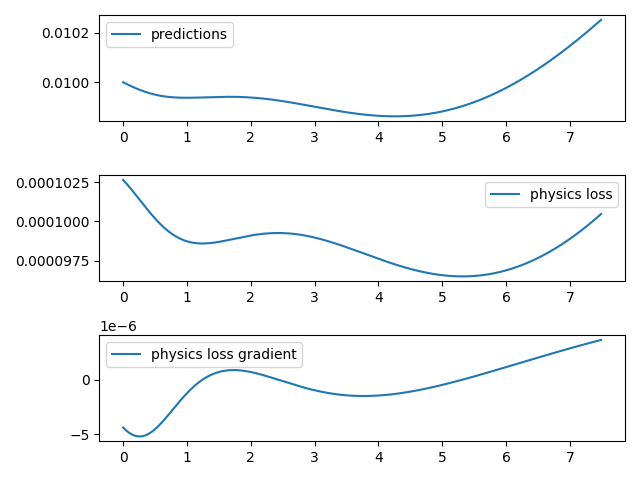 0.0102
0.0100
predictions
0 1 2 3 4 5 6 7
0.0001025
0.0001000
0.0000975
physics loss
0 1 2 3 4 5 6 7
1e−6
0
−5
physics loss gradient
0 1 2 3 4 5 6 7